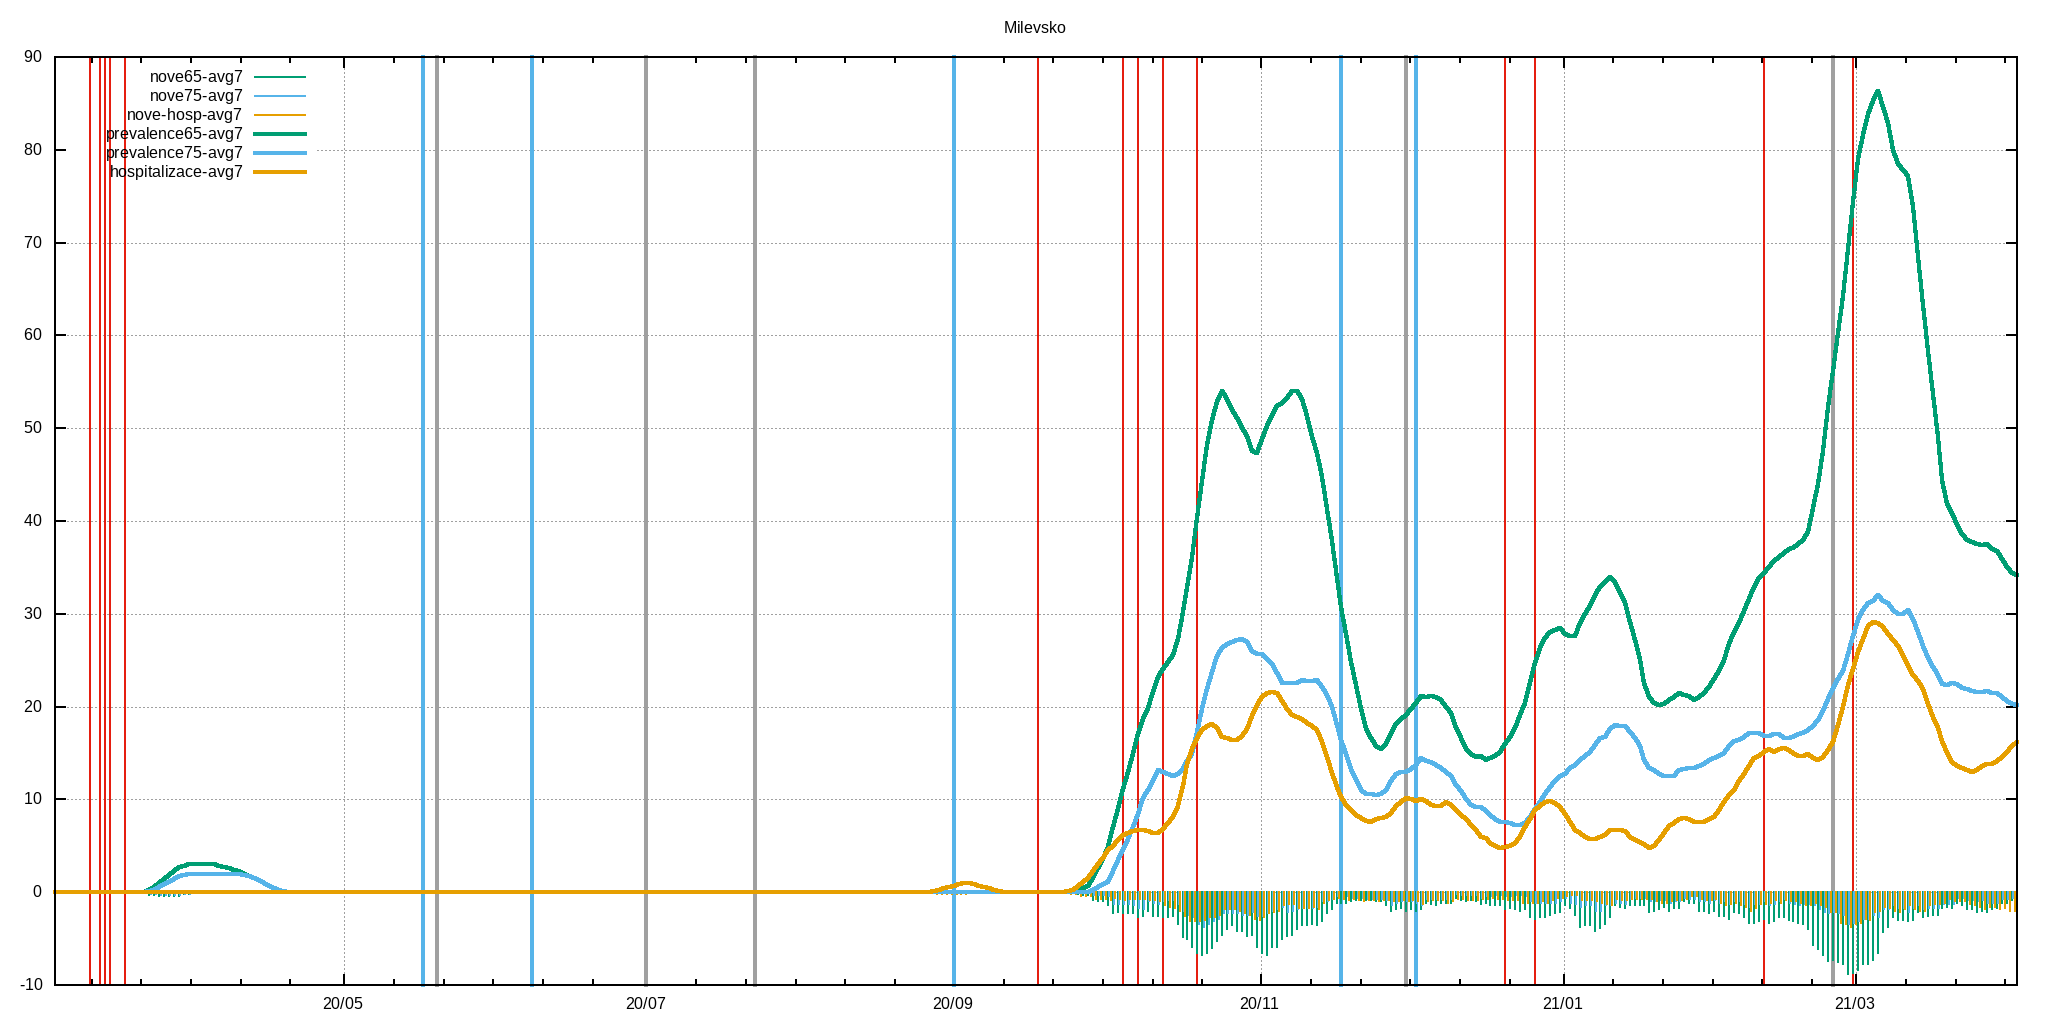 Milevsko
90
nove65-avg7
nove75-avg7
nove-hosp-avg7
prevalence65-avg7
prevalence75-avg7
hospitalizace-avg7
80
70
60
50
40
30
20
10
0
-10
20/05 20/07 20/09 20/11 21/01 21/03